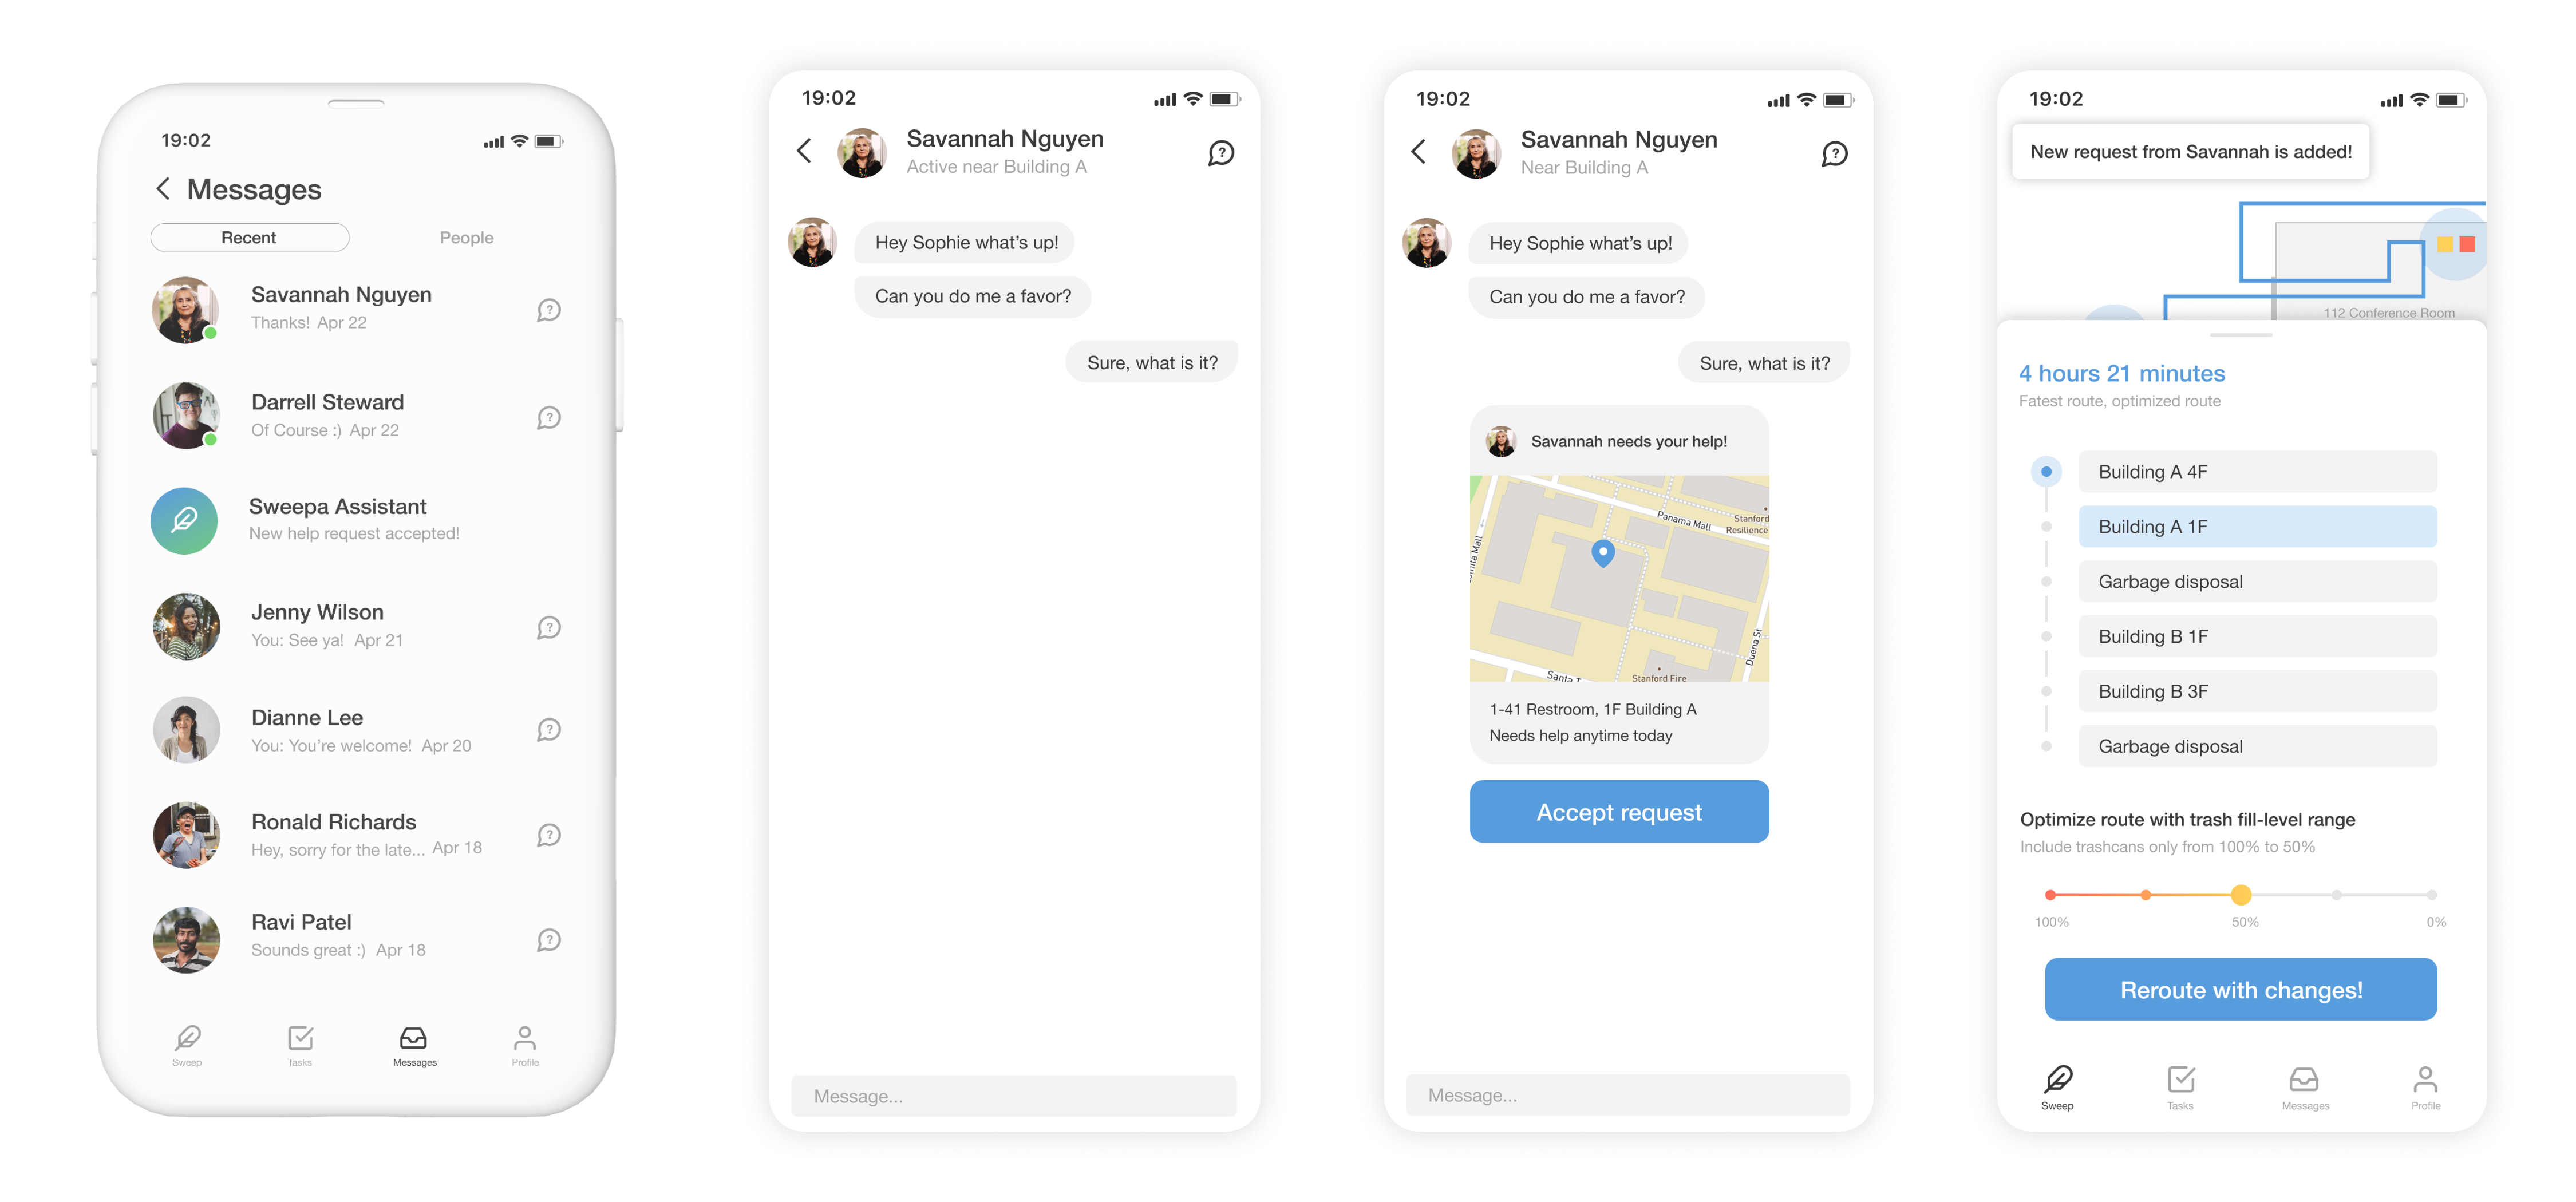 19:02
Messages
Recent
People
Savannah Nguyen
Thanks! Apr 22
Darrell Steward
Of Course :) Apr 22
Sweepa Assistant
New help request accepted!
Jenny Wilson
You: See ya! Apr 21
Dianne Lee
You: You're welcome! Apr 20
Ronald Richards
Hey, sorry for the late... Apr 18
Ravi Patel
Sounds great :) Apr 18
Sweep
Tasks
Messages
Profile
19:02
Savannah Nguyen
Active near Building A
Hey Sophie what's up!
Can you do me a favor?
Sure, what is it?
Message...
19:02
Savannah Nguyen
Near Building A
Hey Sophie what's up!
Can you do me a favor?
Sure, what is it?
Savannah needs your help!
Panama Mall
Stanford
Resilience
Mall
Duena St
Santa T
Stanford Fire
1-41 Restroom, 1F Building A
Needs help anytime today
Accept request
Message...
19:02
New request from Savannah is added!
112 Conference Room
4 hours 21 minutes
Fatest route, optimized route
Building A 4F
Building A 1F
Garbage disposal
Building B 1F
Building B 3F
Garbage disposal
Optimize route with trash fill-level range
Include trashcans only from 100% to 50%
100%
50%
0%
Reroute with changes!
Sweep
Tasks
Messages
Profile